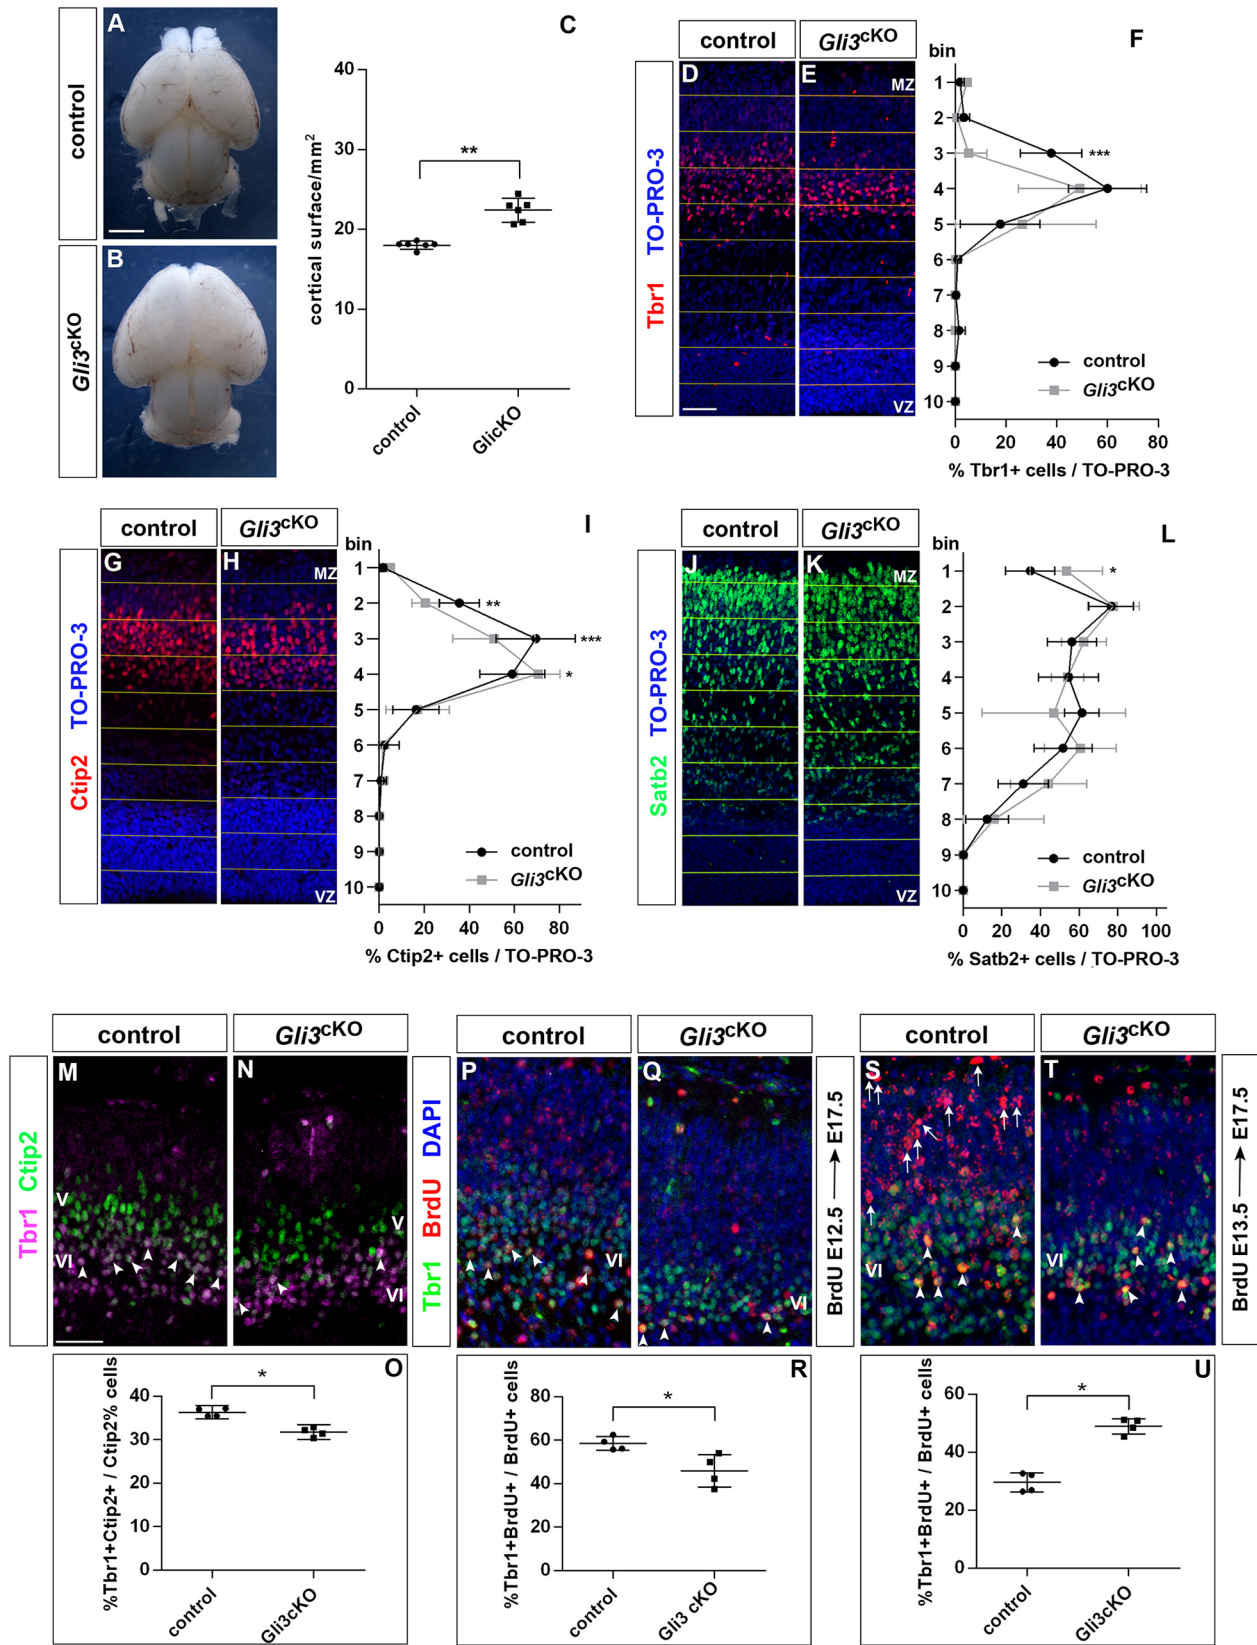 A
control
B
Gli3cKO
C
cortical surface/mm2
40
30
20
10
0
**
control
GlicKO
control
Gli3cKO
Tbr1 TO-PRO-3
D
E
MZ
VZ
F
bin
1
2
3
4
5
6
7
8
9
10
***
control
Gli3cKO
0 20 40 60 80
% Tbr1+ cells / TO-PRO-3
control
Gli3cKO
Ctip2 TO-PRO-3
G
H
MZ
VZ
I
bin
1
2
3
4
5
6
7
8
9
10
**
***
*
control
Gli3cKO
0 20 40 60 80
% Ctip2+ cells / TO-PRO-3
control
Gli3cKO
Satb2 TO-PRO-3
J
K
MZ
VZ
L
bin
1
2
3
4
5
6
7
8
9
10
*
control
Gli3cKO
0 20 40 60 80 100
% Satb2+ cells / TO-PRO-3
control
Gli3cKO
Tbr1 Ctip2
M
V
VI
N
V
VI
O
%Tbr1+Ctip2+ / Ctip2% cells
40
30
20
10
0
*
control
Gli3cKO
control
Gli3cKO
Tbr1 BrdU DAPI
P
VI
Q
VI
BrdU E12.5 E17.5
R
%Tbr1+BrdU+ / BrdU+ cells
80
60
40
20
0
*
control
Gli3 cKO
control
Gli3cKO
S
VI
T
VI
BrdU E13.5 E17.5
U
%Tbr1+BrdU+ / BrdU+ cells
60
40
20
0
*
control
Gli3cKO